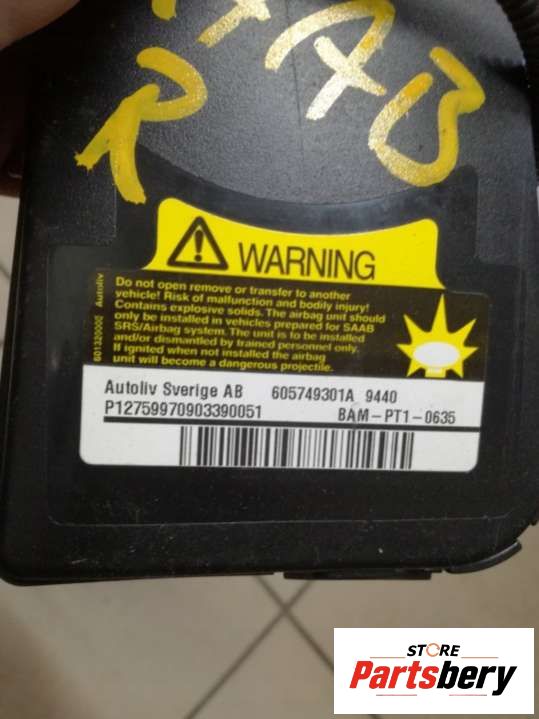 R
WARNING
Do not open remove or transfer to another
vehicle! Risk of malfunction and bodily injury!
Contains explosive solids. The airbag unit should
only be installed in vehicles prepared for SAAB
SRS/Airbag system. The unit is to be installed
and/or dismantled by trained personnel only.
If ignited when not installed the airbag
unit will become a dangerous projectile.
601320000 Autoliv
Autoliv Sverige AB 605749301A 9440
P12759970903390051 BAM-PT1-0635
STORE
Partsbery